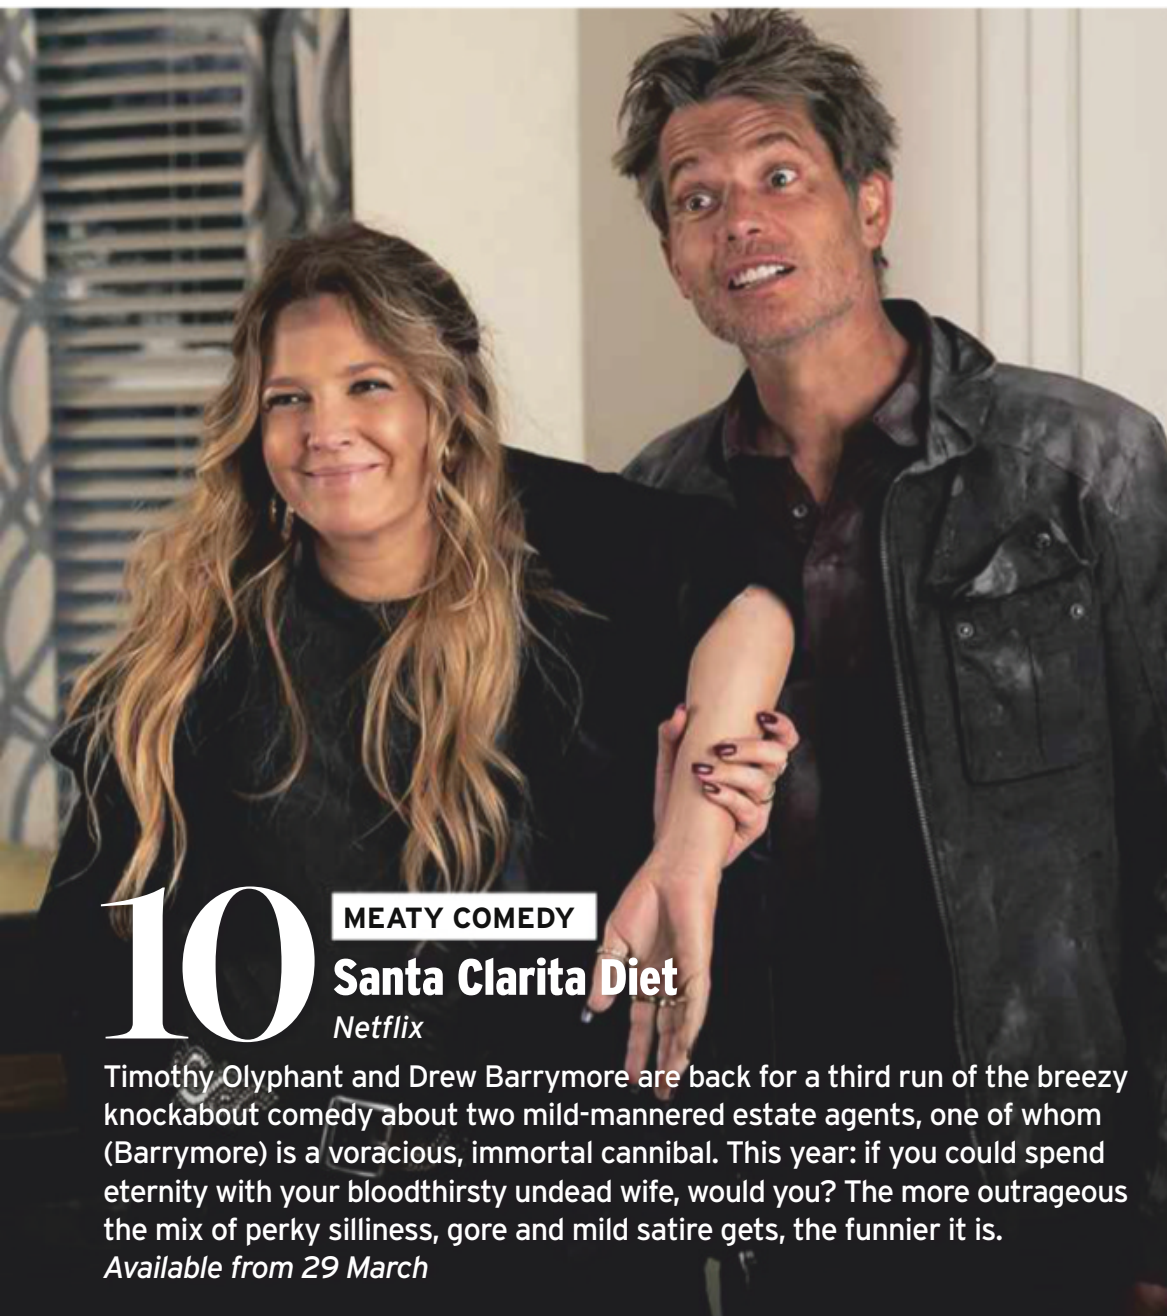 10
MEATY COMEDY
Santa Clarita Diet
Netflix
Timothy Olyphant and Drew Barrymore are back for a third run of the breezy
knockabout comedy about two mild-mannered estate agents, one of whom
(Barrymore) is a voracious, immortal cannibal. This year: if you could spend
eternity with your bloodthirsty undead wife, would you? The more outrageous
the mix of perky silliness, gore and mild satire gets, the funnier it is.
Available from 29 March